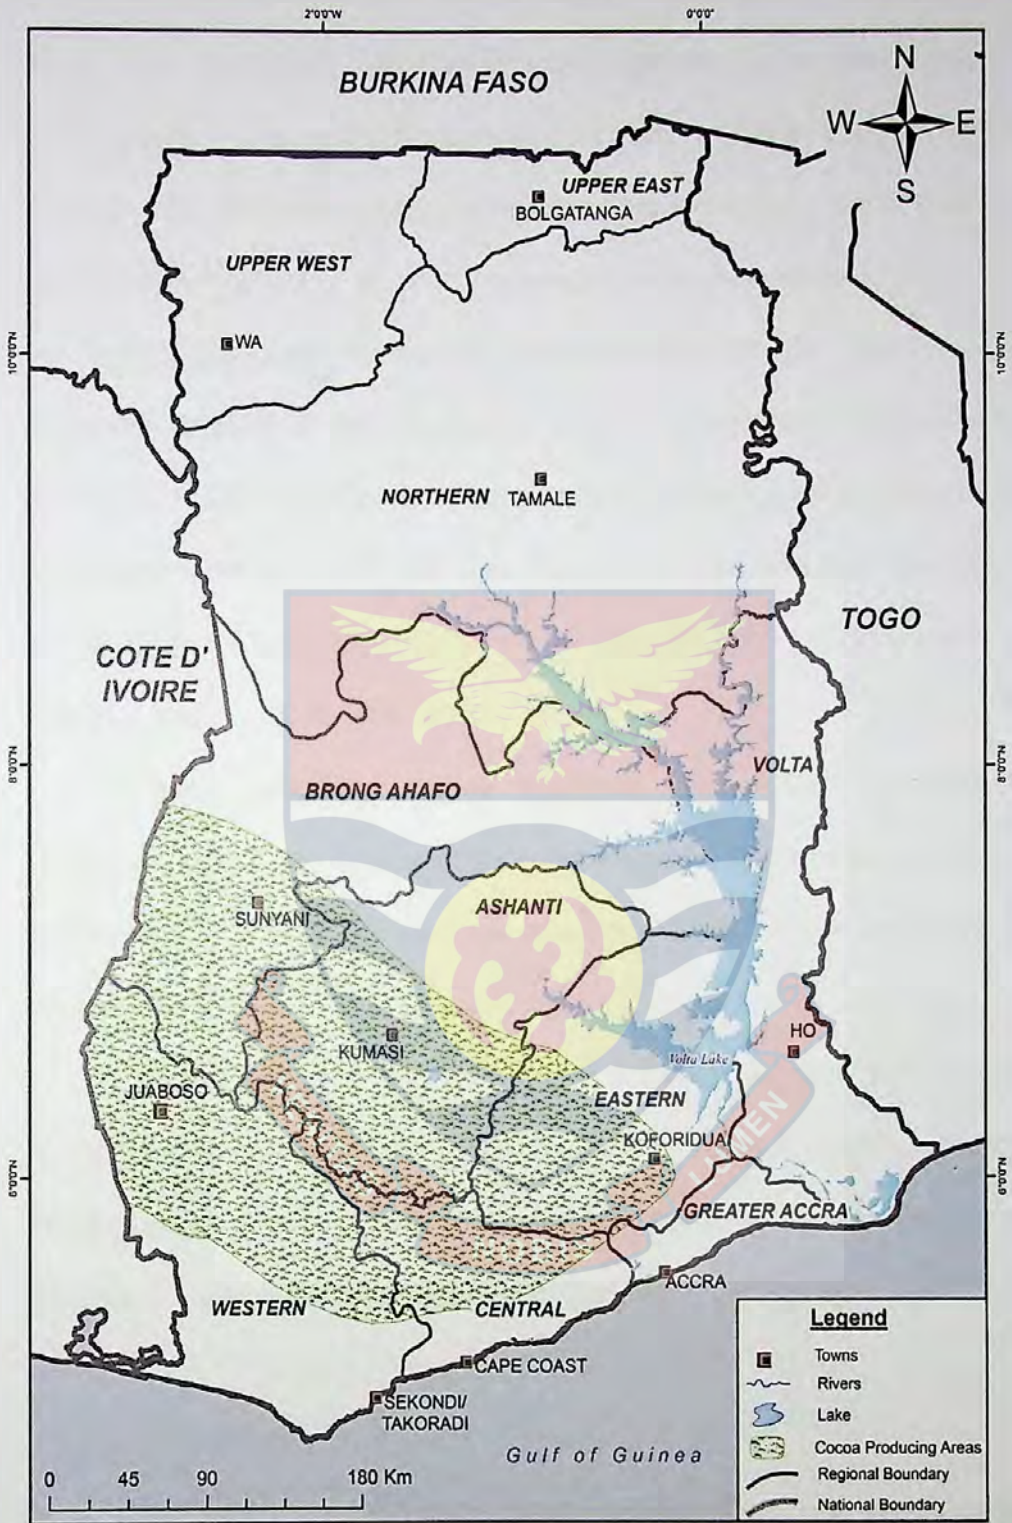 2°0'0"W
0°0'0"
BURKINA FASO
N
W
E
S
UPPER EAST
BOLGATANGA
UPPER WEST
WA
10°0'0"N
10°0'0"N
NORTHERN
TAMALE
TOGO
COTE D'
IVOIRE
8°0'0"N
8°0'0"N
VOLTA
BRONG AHAFO
ASHANTI
SUNYANI
HO
KUMASI
Volta Lake
JUABOSO
EASTERN
KOFORIDUA
LUMEN
6°0'0"N
6°0'0"N
GREATER ACCRA
NOBIS
ACCRA
WESTERN
CENTRAL
CAPE COAST
SEKONDI/
TAKORADI
Gulf of Guinea
0 45 90 180 Km
Legend
Towns
Rivers
Lake
Cocoa Producing Areas
Regional Boundary
National Boundary